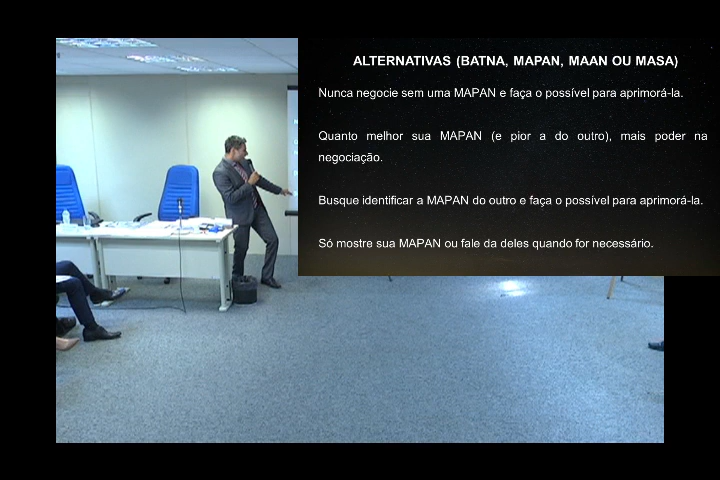 ALTERNATIVAS (BATNA, MAPAN, MAAN OU MASA)
Nunca negocie sem uma MAPAN e faça o possível para aprimorá-la.
Quanto melhor sua MAPAN (e pior a do outro), mais poder na
negociação.
Busque identificar a MAPAN do outro e faça o possível para aprimorá-la.
Só mostre sua MAPAN ou fale da deles quando for necessário.